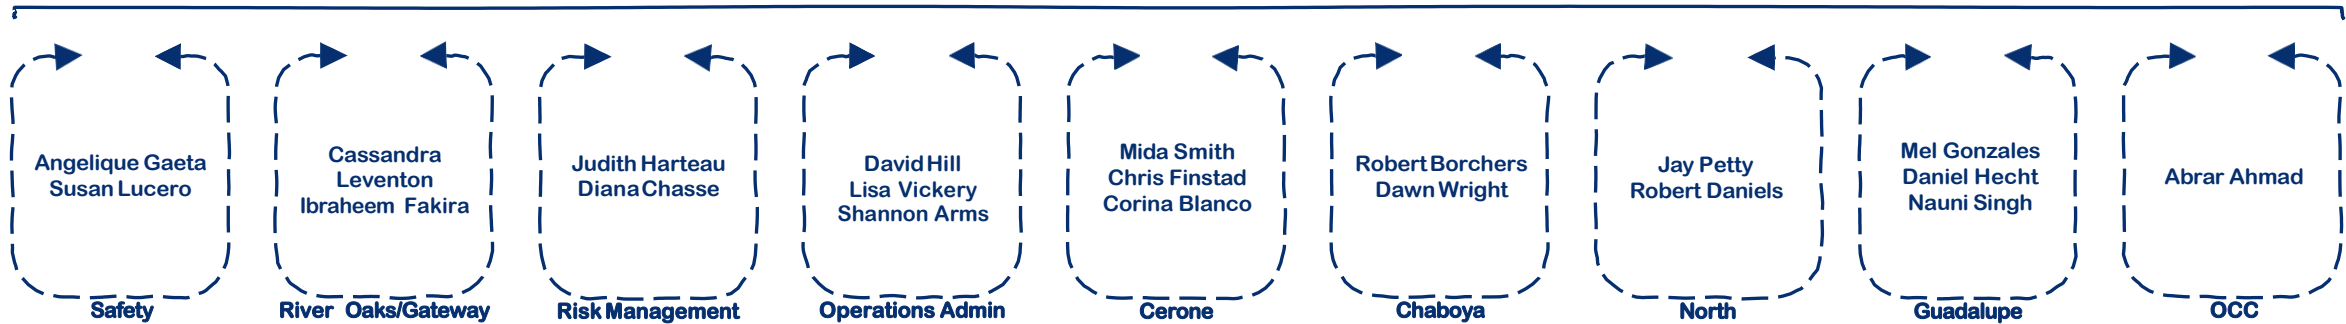 Angelique Gaeta
Susan Lucero
Safety
Cassandra
Leventon
Ibraheem Fakira
River Oaks/Gateway
Judith Harteau
Diana Chasse
Risk Management
David Hill
Lisa Vickery
Shannon Arms
Operations Admin
Mida Smith
Chris Finstad
Corina Blanco
Cerone
Robert Borchers
Dawn Wright
Chaboya
Jay Petty
Robert Daniels
North
Mel Gonzales
Daniel Hecht
Nauni Singh
Guadalupe
Abrar Ahmad
OCC